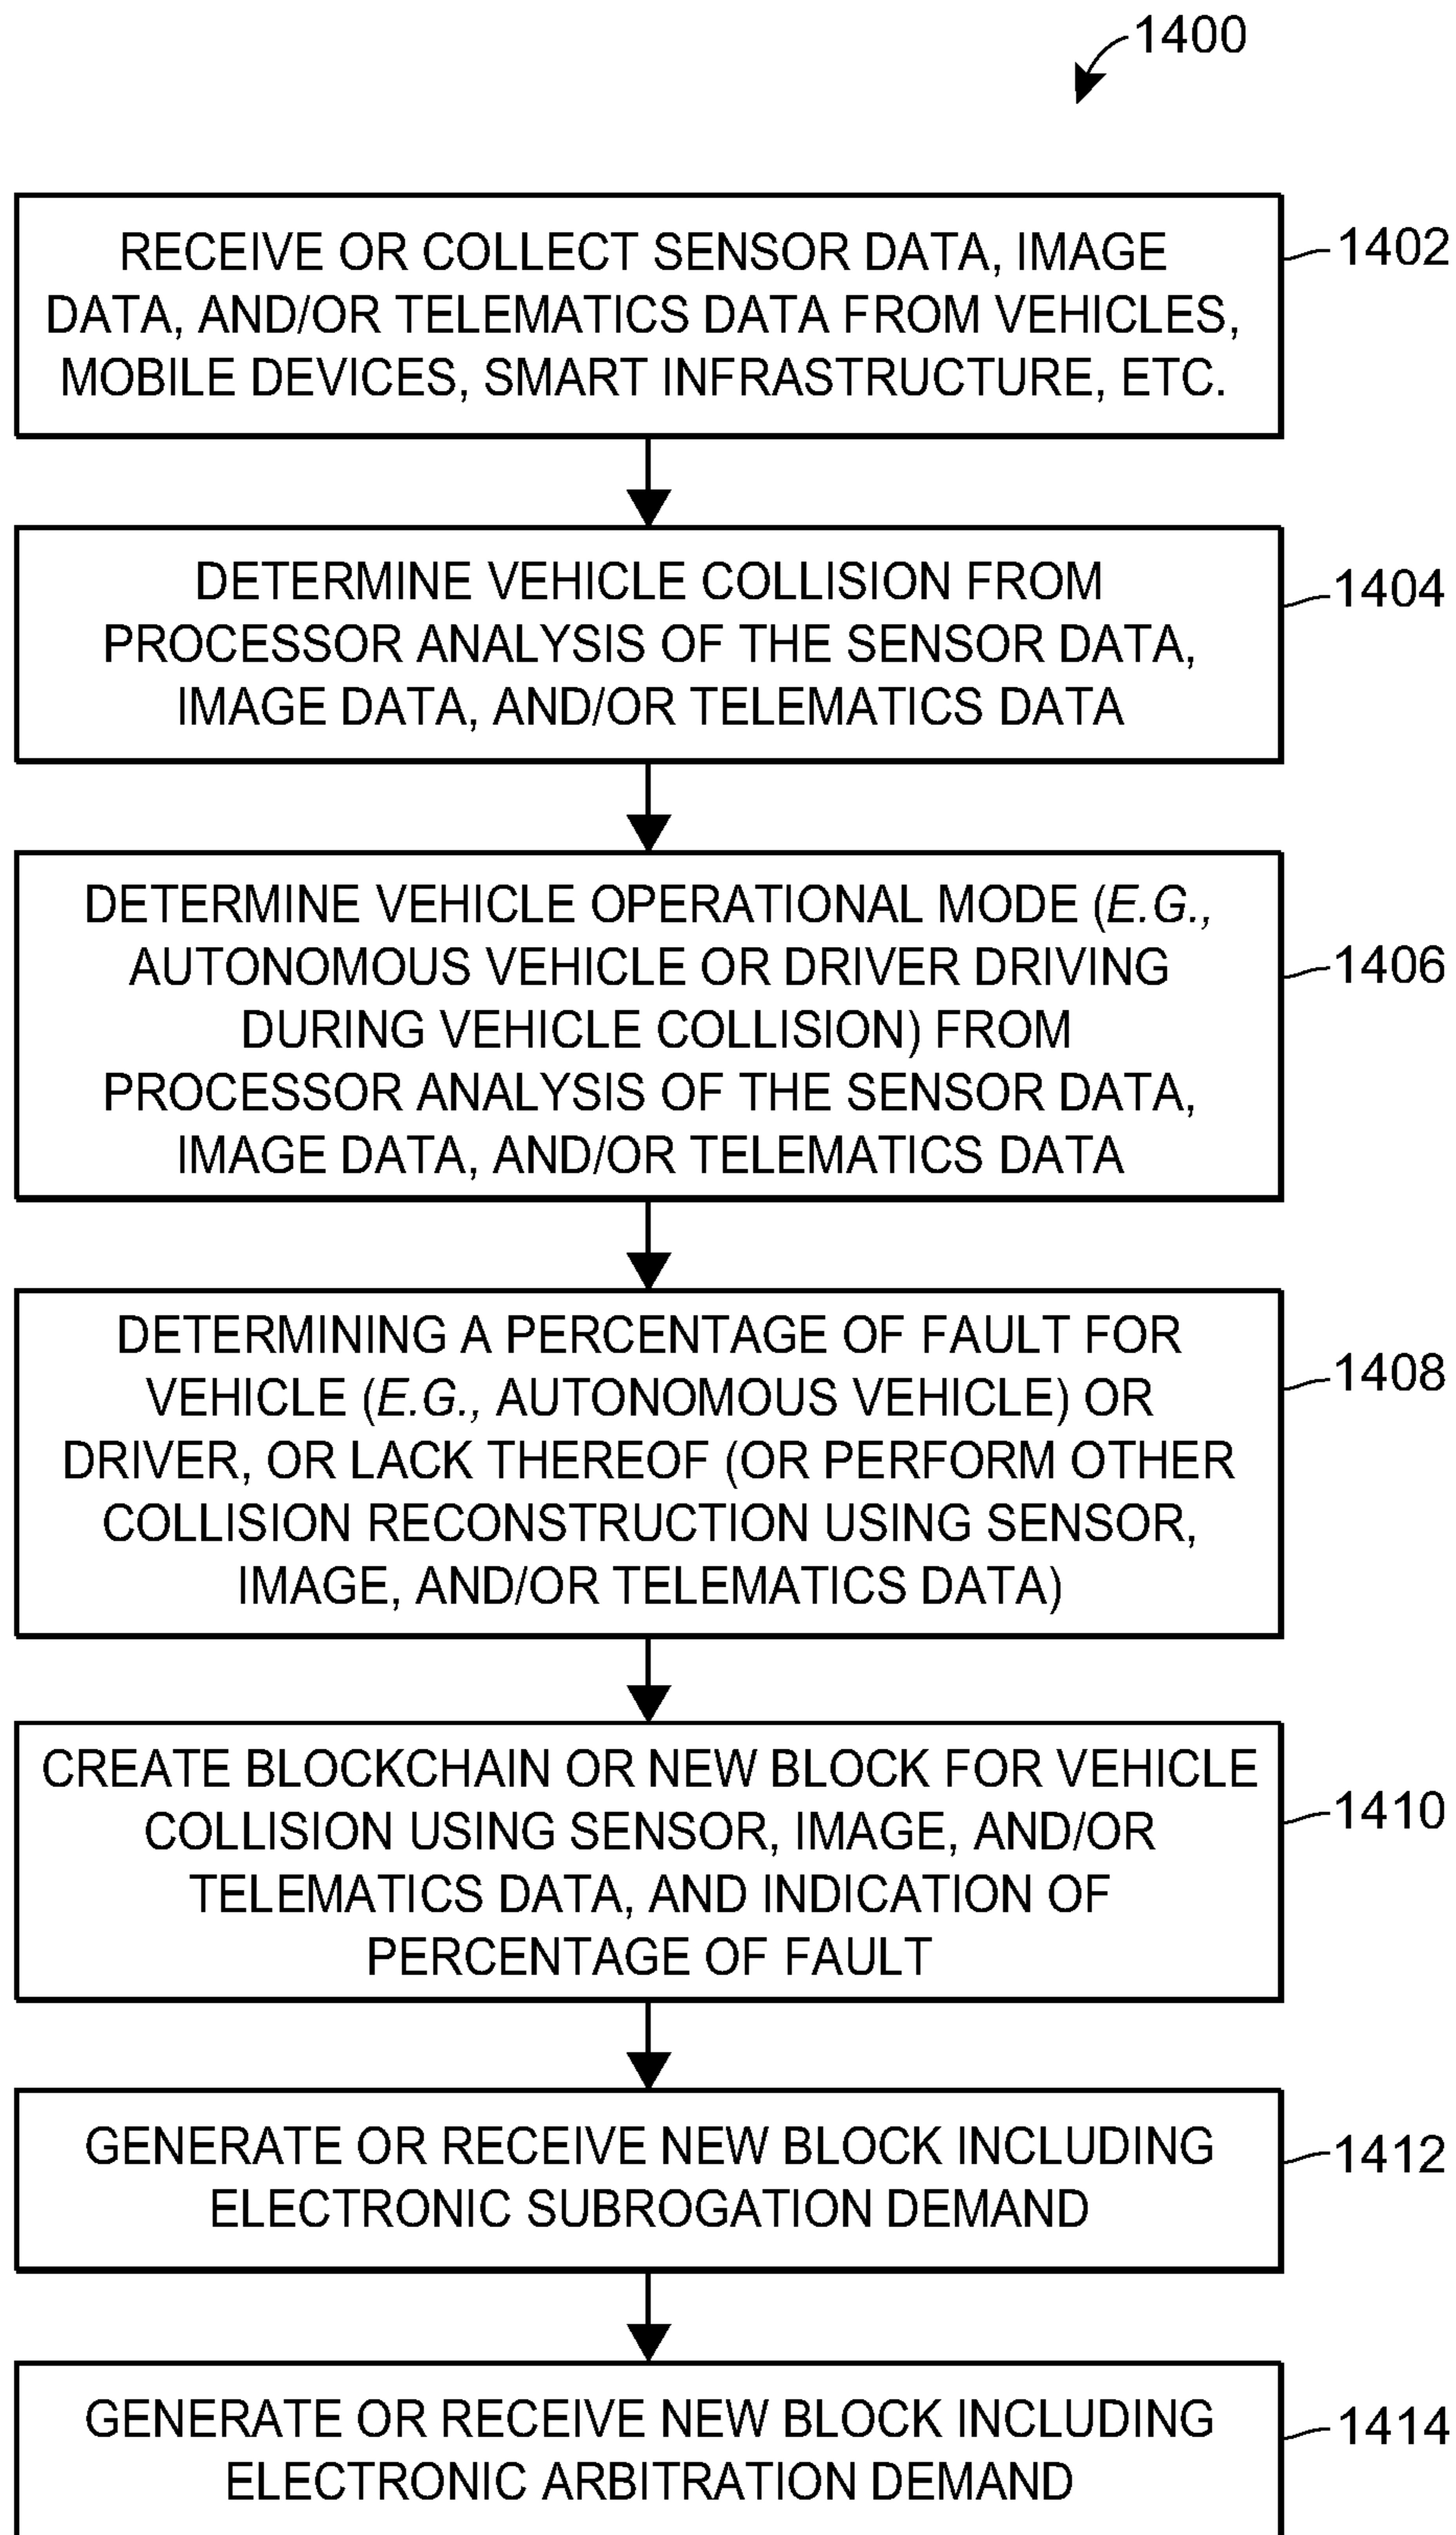 1400
RECEIVE OR COLLECT SENSOR DATA, IMAGE
DATA, AND/OR TELEMATICS DATA FROM VEHICLES,
MOBILE DEVICES, SMART INFRASTRUCTURE, ETC.
1402
DETERMINE VEHICLE COLLISION FROM
PROCESSOR ANALYSIS OF THE SENSOR DATA,
IMAGE DATA, AND/OR TELEMATICS DATA
1404
DETERMINE VEHICLE OPERATIONAL MODE (E.G.,
AUTONOMOUS VEHICLE OR DRIVER DRIVING
DURING VEHICLE COLLISION) FROM
PROCESSOR ANALYSIS OF THE SENSOR DATA,
IMAGE DATA, AND/OR TELEMATICS DATA
1406
DETERMINING A PERCENTAGE OF FAULT FOR
VEHICLE (E.G., AUTONOMOUS VEHICLE) OR
DRIVER, OR LACK THEREOF (OR PERFORM OTHER
COLLISION RECONSTRUCTION USING SENSOR,
IMAGE, AND/OR TELEMATICS DATA)
1408
CREATE BLOCKCHAIN OR NEW BLOCK FOR VEHICLE
COLLISION USING SENSOR, IMAGE, AND/OR
TELEMATICS DATA, AND INDICATION OF
PERCENTAGE OF FAULT
1410
GENERATE OR RECEIVE NEW BLOCK INCLUDING
ELECTRONIC SUBROGATION DEMAND
1412
GENERATE OR RECEIVE NEW BLOCK INCLUDING
ELECTRONIC ARBITRATION DEMAND
1414